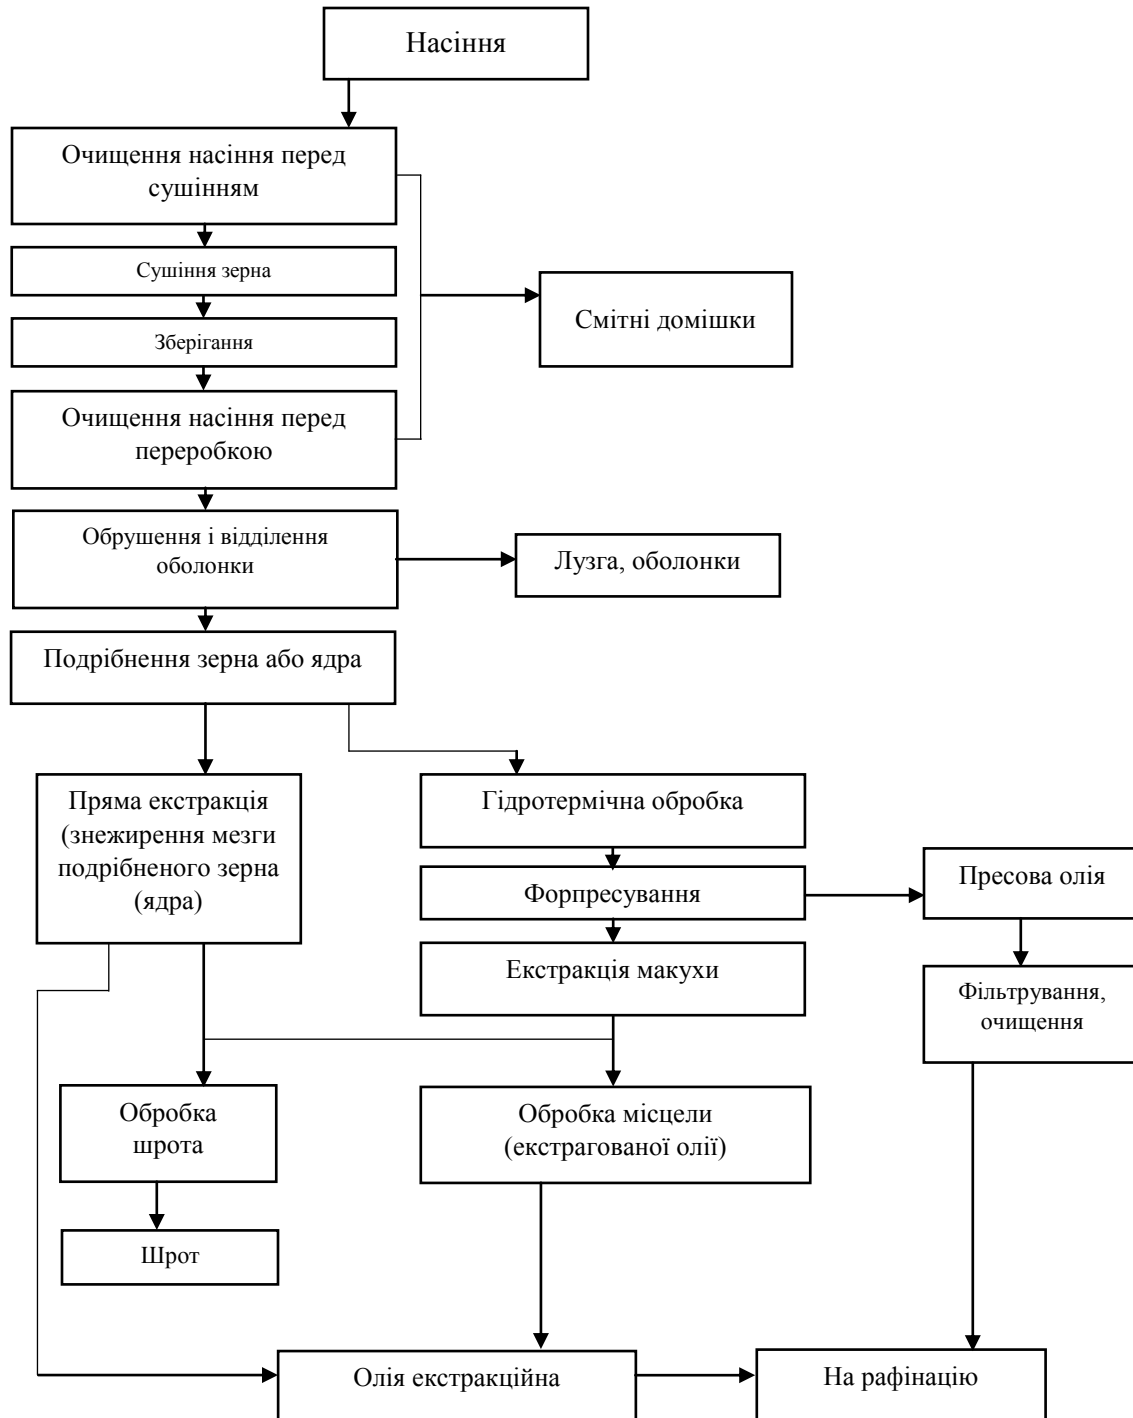 Насіння
Очищення насіння перед
сушінням
Сушіння зерна
Смітні домішки
Зберігання
Очищення насіння перед
переробкою
Обрушення і відділення
оболонки
Лузга, оболонки
Подрібнення зерна або ядра
Пряма екстракція
(знежирення мезги
подрібненого зерна
(ядра)
Гідротермічна обробка
Форпресування
Пресова олія
Екстракція макухи
Фільтрування,
очищення
Обробка
шрота
Обробка місцели
(екстрагованої олії)
Шрот
Олія екстракційна
На рафінацію